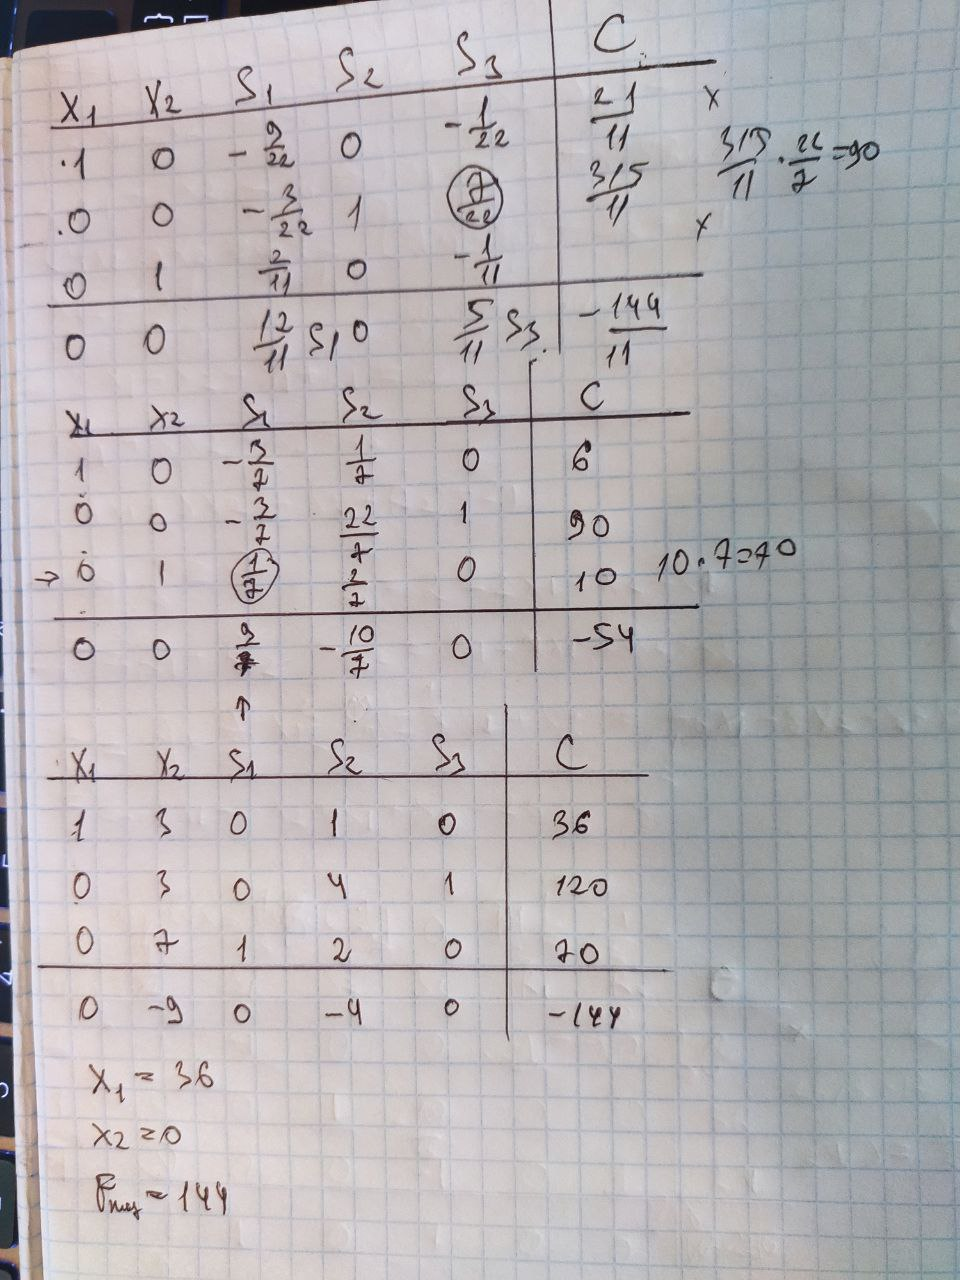 X₁ X₂ S₁ S₂ S₃ C
1 0 -9/22 0 -1/22 21/11 x
0 0 -3/22 1 7/22 315/11 315/11 · 22/7 = 90
0 1 2/11 0 -1/11 x
0 0 12/11 S₁ 0 5/11 S₃ -144/11
X₁ X₂ S₁ S₂ S₃ C
1 0 -3/7 1/7 0 6
0 0 -3/7 22/7 1 90
→ 0 1 1/7 2/7 0 10 10·7=70
0 0 9/7 -10/7 0 -54
↑
X₁ X₂ S₁ S₂ S₃ C
1 3 0 1 0 36
0 3 0 4 1 120
0 7 1 2 0 70
0 -9 0 -4 0 -144
X₁ = 36
X₂ = 0
Fmax = 144